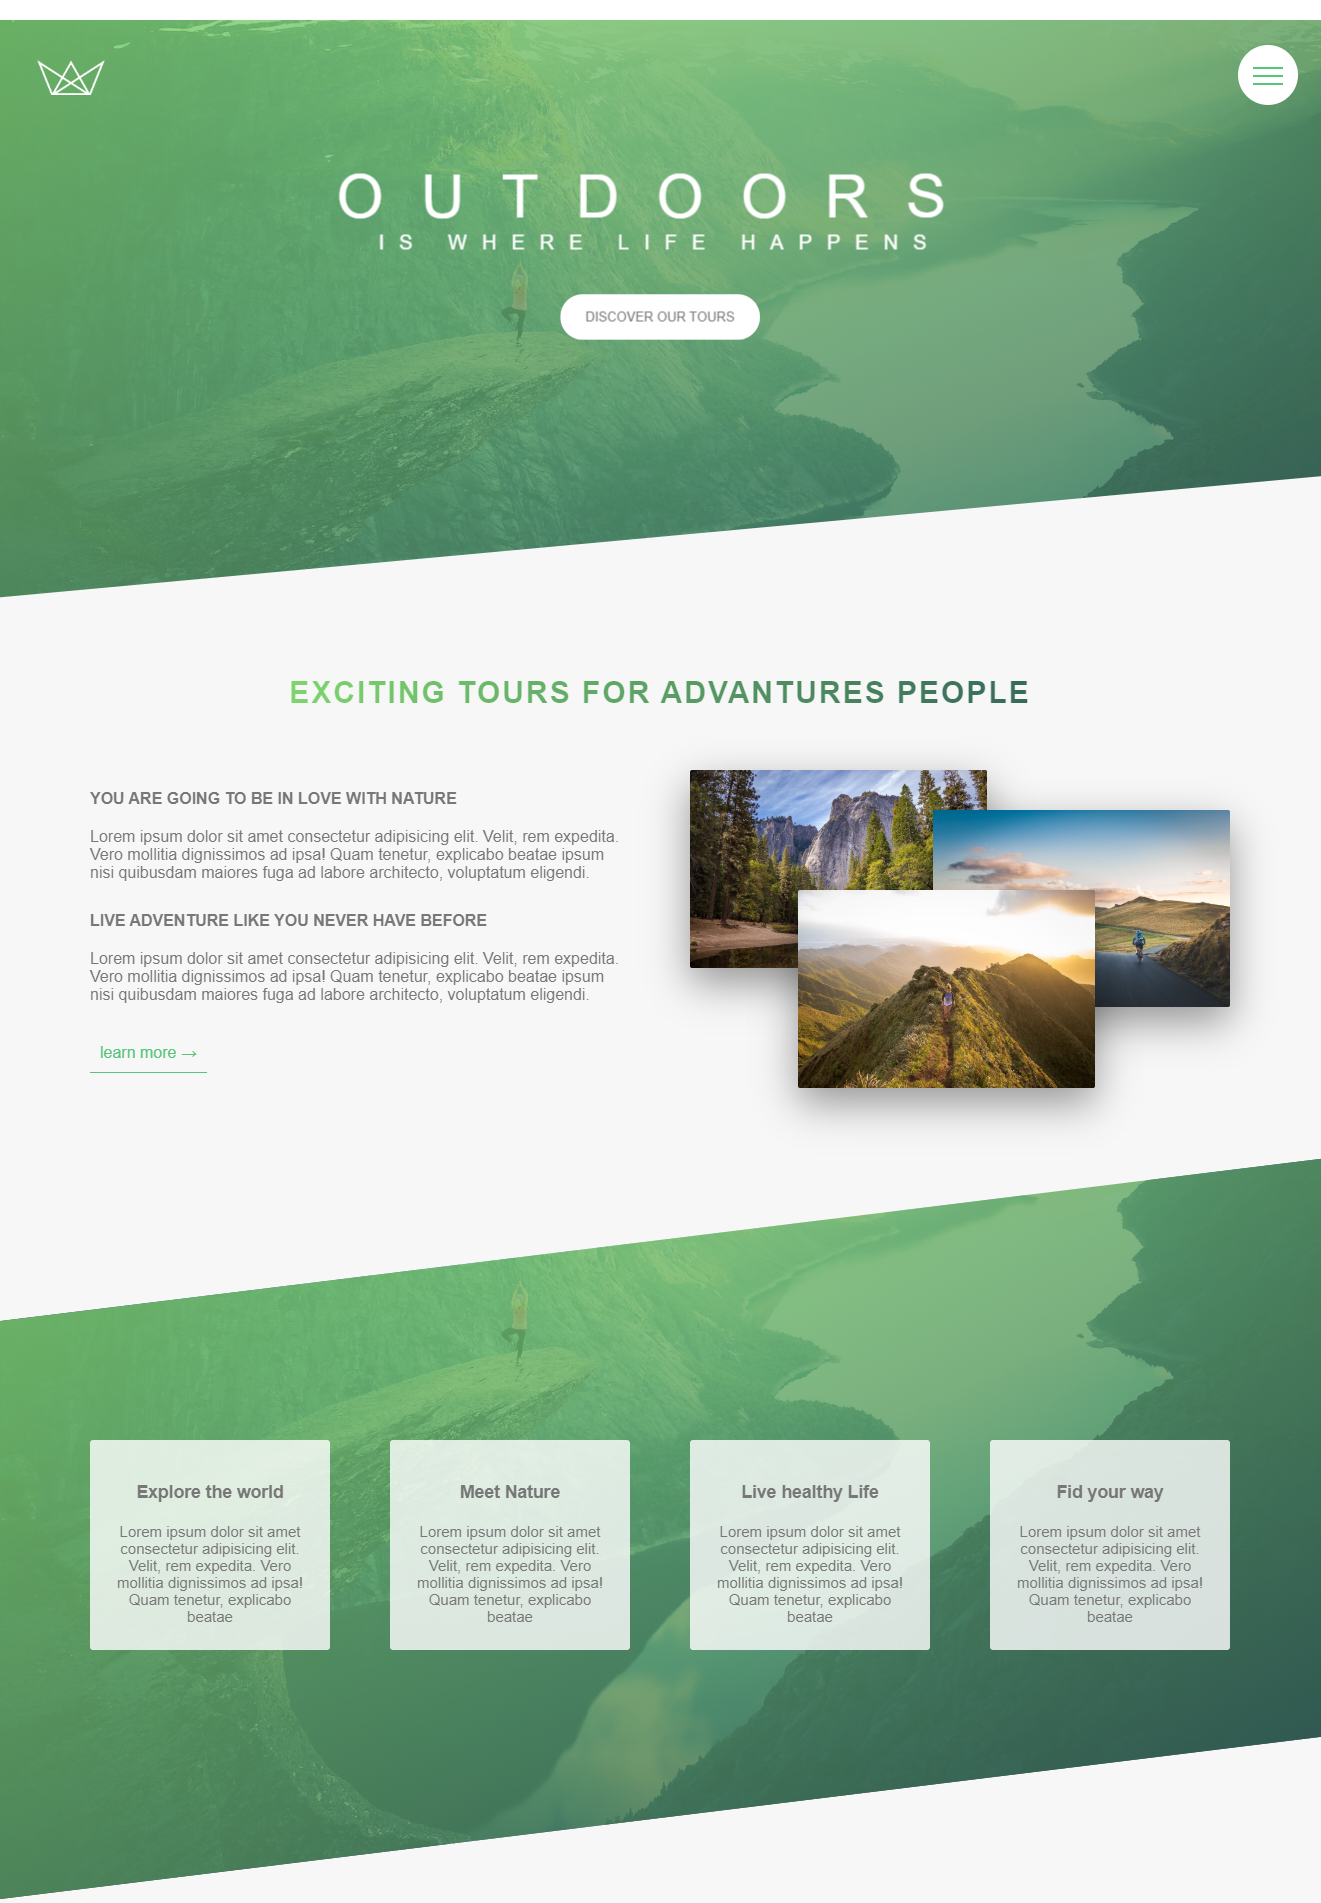 OUTDOORS
IS WHERE LIFE HAPPENS
DISCOVER OUR TOURS
EXCITING TOURS FOR ADVANTURES PEOPLE
YOU ARE GOING TO BE IN LOVE WITH NATURE
Lorem ipsum dolor sit amet consectetur adipisicing elit. Velit, rem expedita.
Vero mollitia dignissimos ad ipsa! Quam tenetur, explicabo beatae ipsum
nisi quibusdam maiores fuga ad labore architecto, voluptatum eligendi.
LIVE ADVENTURE LIKE YOU NEVER HAVE BEFORE
Lorem ipsum dolor sit amet consectetur adipisicing elit. Velit, rem expedita.
Vero mollitia dignissimos ad ipsa! Quam tenetur, explicabo beatae ipsum
nisi quibusdam maiores fuga ad labore architecto, voluptatum eligendi.
learn more →
Explore the world
Lorem ipsum dolor sit amet
consectetur adipisicing elit.
Velit, rem expedita. Vero
mollitia dignissimos ad ipsa!
Quam tenetur, explicabo
beatae
Meet Nature
Lorem ipsum dolor sit amet
consectetur adipisicing elit.
Velit, rem expedita. Vero
mollitia dignissimos ad ipsa!
Quam tenetur, explicabo
beatae
Live healthy Life
Lorem ipsum dolor sit amet
consectetur adipisicing elit.
Velit, rem expedita. Vero
mollitia dignissimos ad ipsa!
Quam tenetur, explicabo
beatae
Fid your way
Lorem ipsum dolor sit amet
consectetur adipisicing elit.
Velit, rem expedita. Vero
mollitia dignissimos ad ipsa!
Quam tenetur, explicabo
beatae